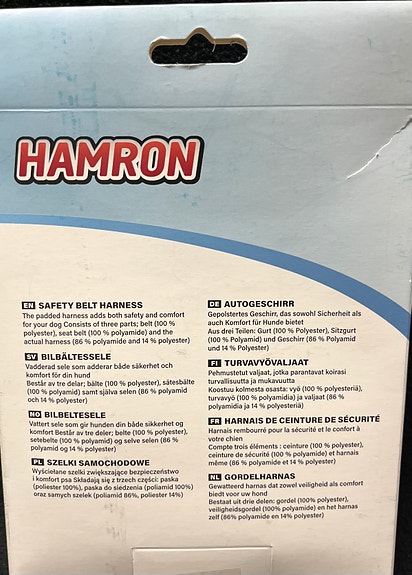 HAMRON
EN SAFETY BELT HARNESS
The padded harness adds both safety and comfort
for your dog Consists of three parts; belt (100 %
polyester), seat belt (100 % polyamid) and the
actual harness (86 % polyamide and 14 % polyester)
SV BILBÄLTESSELE
Vadderad sele som adderar både säkerhet och
komfort för din hund
Består av tre delar; bälte (100 % polyester), sätesbälte
(100 % polyamid) samt själva selen (86 % polyamid
och 14 % polyester)
NO BILBELTESELE
Vattert sele som gir hunden din både sikkerhet og
komfort Består av tre deler; belte (100 % polyester),
setebelte (100 % polyamid) og selve selen (86 %
polyamid og 14 % polyester)
PL SZELKI SAMOCHODOWE
Wyścielane szelki zwiększające bezpieczeństwo
i komfort psa Składają się z trzech części: paska
(poliester 100%), paska do siedzenia (poliamid 100%)
oraz samych szelek (poliamid 86%, poliester 14%)
DE AUTOGESCHIRR
Gepolstertes Geschirr, das sowohl Sicherheit als
auch Komfort für Hunde bietet
Aus drei Teilen: Gurt (100 % Polyester), Sitzgurt
(100 % Polyamid) und Geschirr (86 % Polyamid
und 14 % Polyester)
FI TURVAVYÖVALJAAT
Pehmustetut valjaat, jotka parantavat koirasi
turvallisuutta ja mukavuutta
Koostuu kolmesta osasta: vyö (100 % polyesteriä),
turvavyö (100 % polyamidia) ja valjaat (86 %
polyamidia ja 14 % polyesteriä)
FR HARNAIS DE CEINTURE DE SÉCURITÉ
Harnais rembourré pour la sécurité et le confort à
votre chien
Compte trois éléments : ceinture (100 % polyester),
ceinture de sécurité (100 % polyamide) et harnais
même (86 % polyamide et 14 % polyester)
NL GORDELHARNAS
Gewatteerd harnas dat zowel veiligheid als comfort
biedt voor uw hond
Bestaat uit drie delen: gordel (100% polyester),
veiligheidsgordel (100% polyamide) en het harnas
zelf (86% polyamide en 14% polyester)